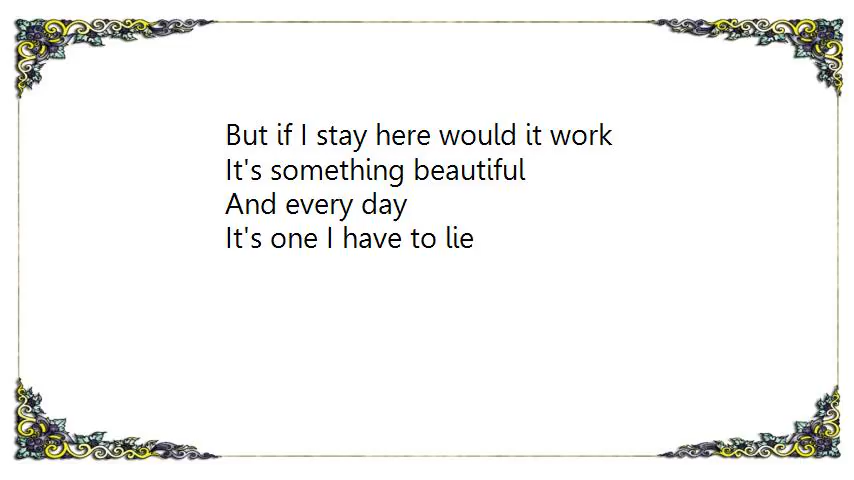 But if I stay here would it work
It's something beautiful
And every day
It's one I have to lie